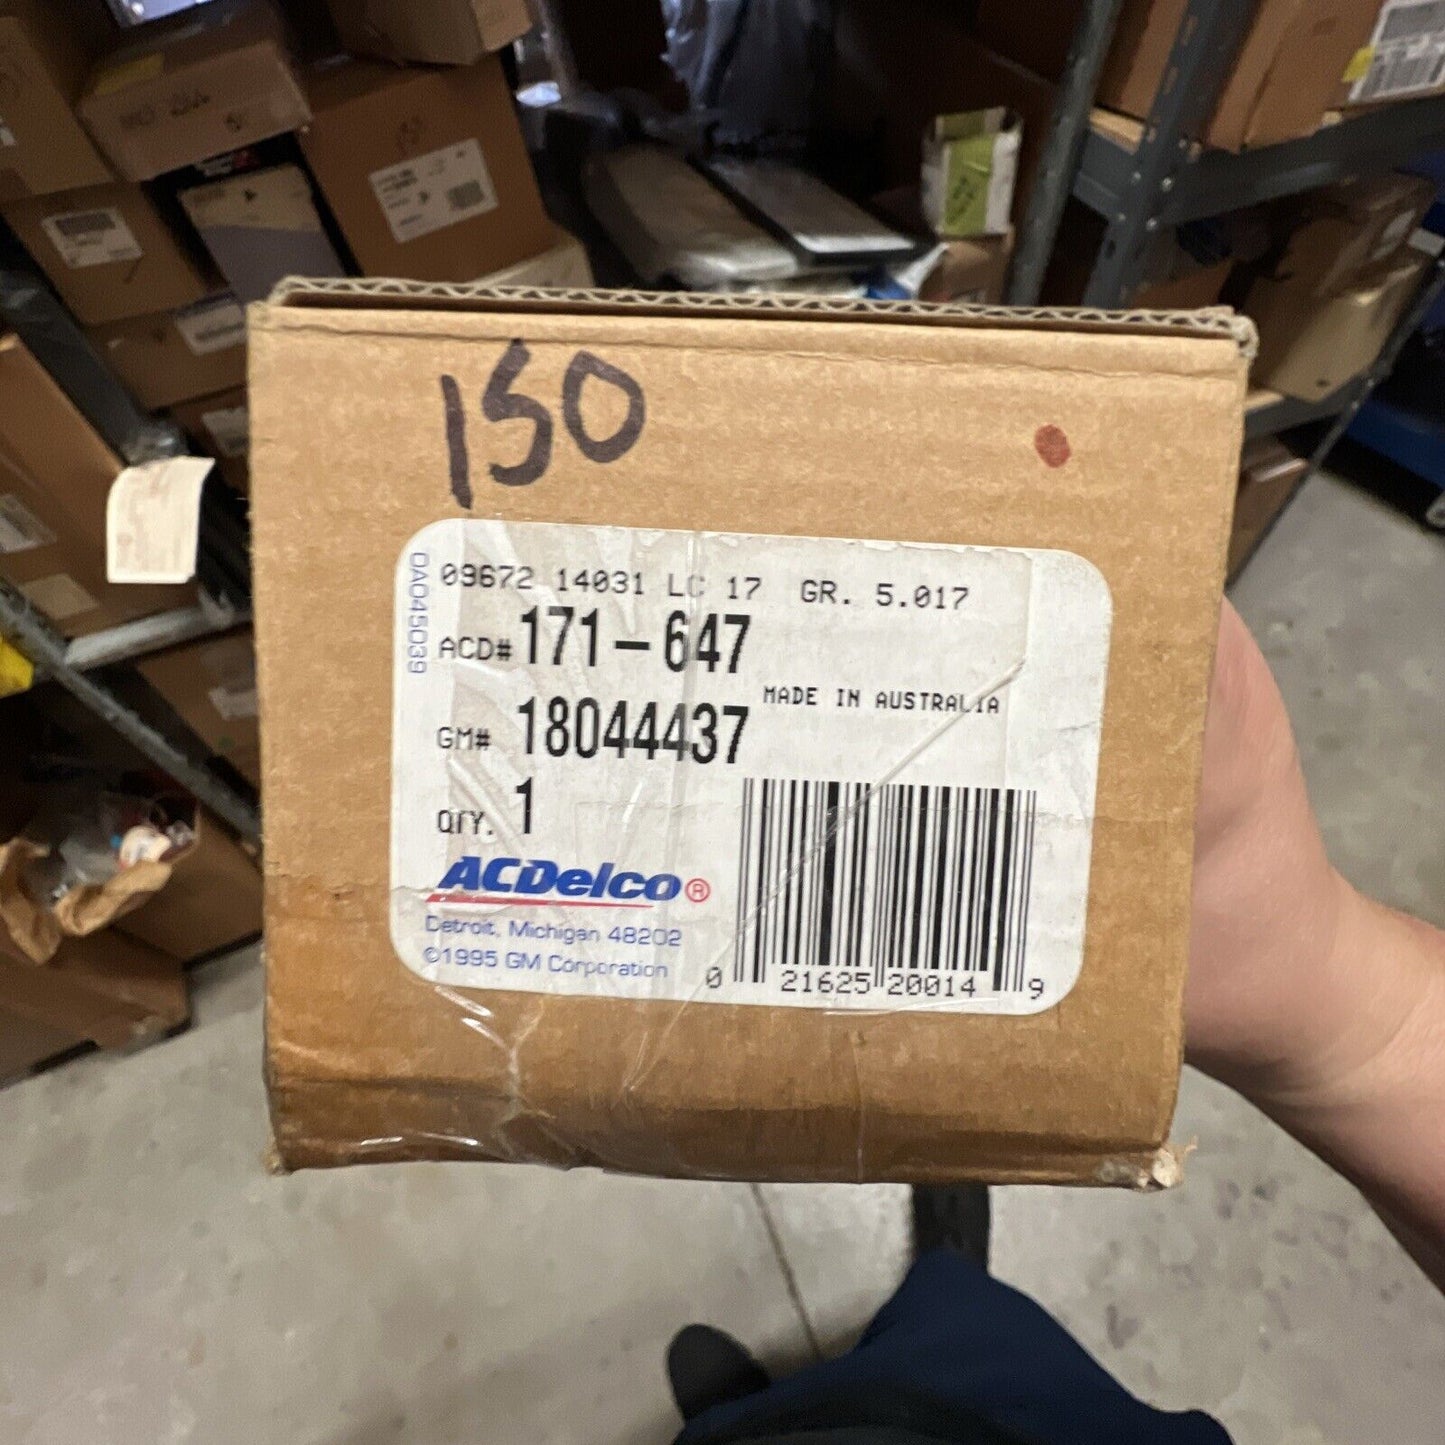 150
09672 14031 LC 17 GR. 5.017
ACD# 171-647
MADE IN AUSTRALIA
GM# 18044437
QTY. 1
ACDelco®
Detroit, Michigan 48202
©1995 GM Corporation
0 21625 20014 9
0A045039